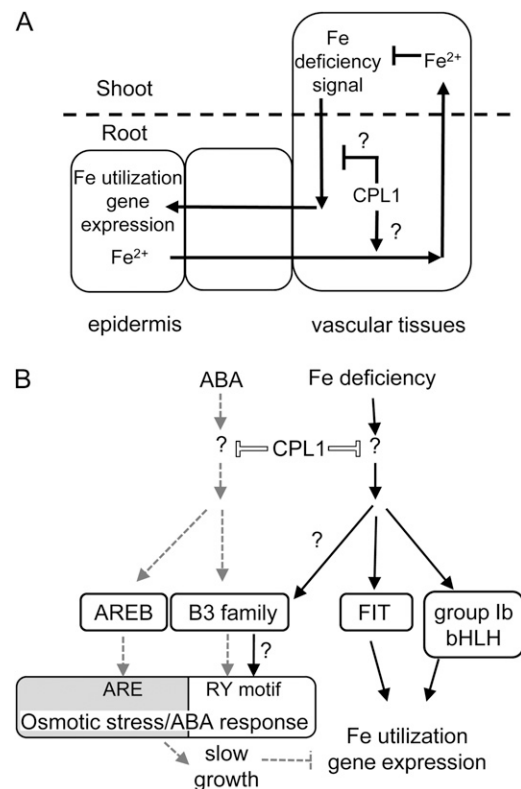 A
Fe
deficiency
signal
Fe²⁺
Shoot
Root
?
Fe utilization
gene
expression
CPL1
?
Fe²⁺
epidermis
vascular tissues
B
ABA
Fe deficiency
?
CPL1
?
?
AREB
B3 family
FIT
group Ib
bHLH
?
ARE
RY motif
Osmotic stress/ABA response
slow
growth
Fe utilization
gene expression